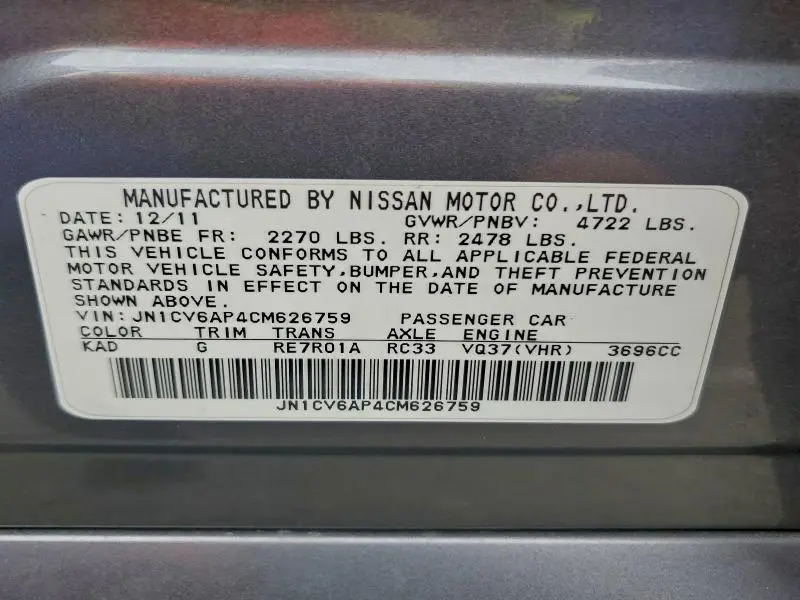 MANUFACTURED BY NISSAN MOTOR CO.,LTD.
DATE: 12/11 GVWR/PNBV: 4722 LBS.
GAWR/PNBE FR: 2270 LBS. RR: 2478 LBS.
THIS VEHICLE CONFORMS TO ALL APPLICABLE FEDERAL
MOTOR VEHICLE SAFETY,BUMPER,AND THEFT PREVENTION
STANDARDS IN EFFECT ON THE DATE OF MANUFACTURE
SHOWN ABOVE.
VIN: JN1CV6AP4CM626759 PASSENGER CAR
COLOR TRIM TRANS AXLE ENGINE
KAD G RE7R01A RC33 VQ37(VHR) 3696CC
JN1CV6AP4CM626759